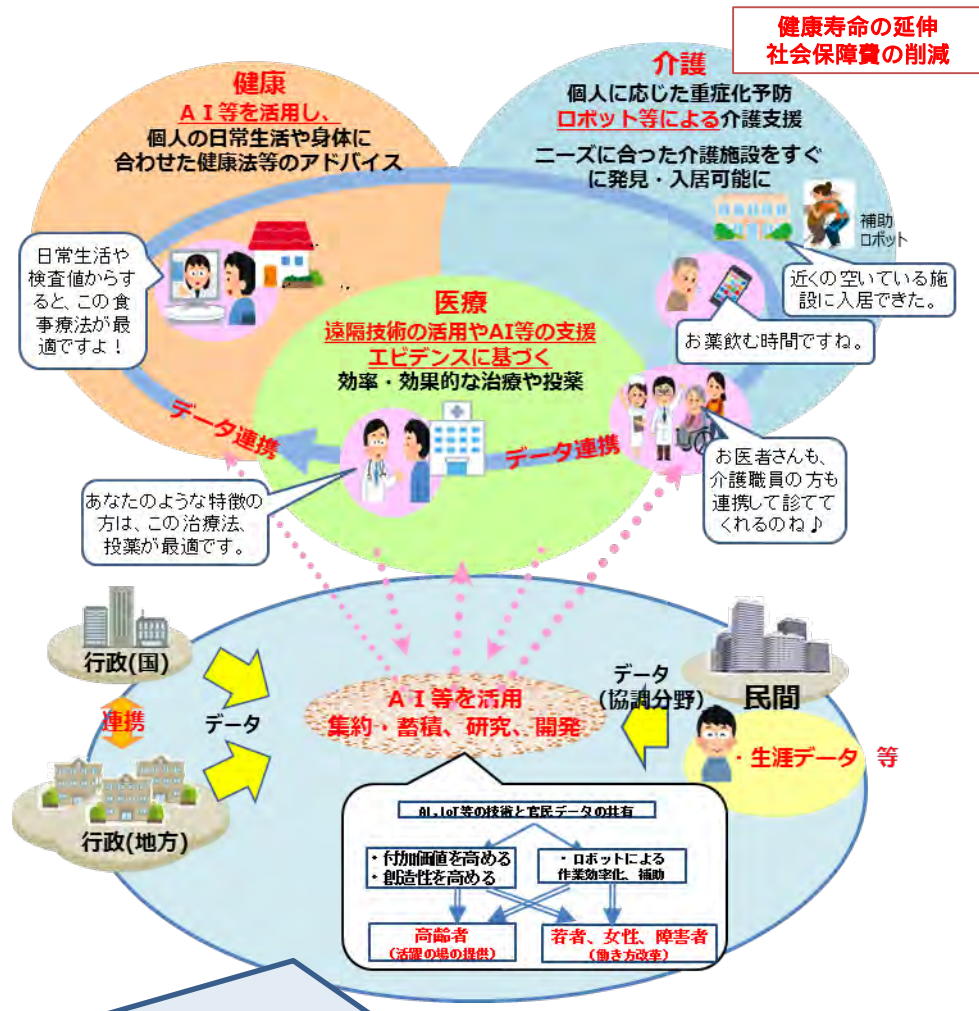 健康寿命の延伸
社会保障費の削減
健康
AI等を活用し、
個人の日常生活や身体に
合わせた健康法等のアドバイス
介護
個人に応じた重症化予防
ロボット等による介護支援
ニーズに合った介護施設をすぐ
に発見・入居可能に
補助
ロボット
日常生活や
検査値からす
ると、この食
事療法が最
適ですよ！
近くの空いている施
設に入居できた。
お薬飲む時間ですね。
医療
遠隔技術の活用やAI等の支援
エビデンスに基づく
効率・効果的な治療や投薬
データ連携
データ連携
あなたのような特徴の
方は、この治療法、
投薬が最適です。
お医者さんも、
介護職員の方も
連携して診てて
くれるのね♪
行政(国)
連携
データ
行政(地方)
AI等を活用
集約・蓄積、研究、開発
データ
(協調分野)
民間
・生涯データ 等
AI,IoT等の技術と官民データの共有
・付加価値を高める
・創造性を高める
・ロボットによる
作業効率化、補助
高齢者
(活躍の場の提供)
若者、女性、障害者
(働き方改革)